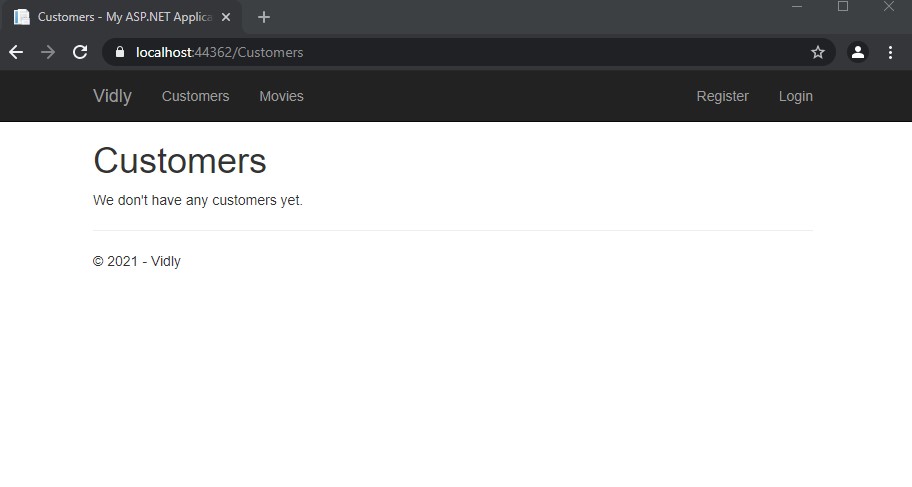 Customers - My ASP.NET Applica
localhost:44362/Customers
Vidly Customers Movies Register Login
Customers
We don't have any customers yet.
© 2021 - Vidly